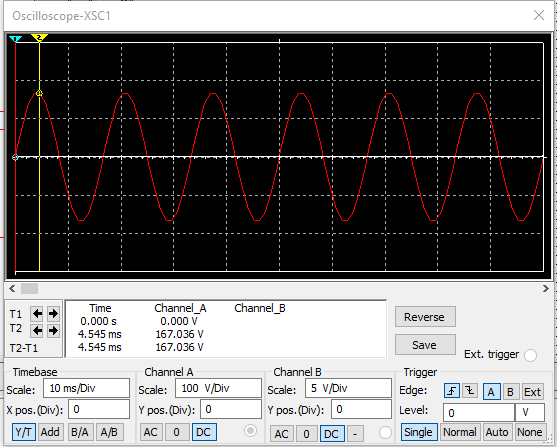 Oscilloscope-XSC1
1 2
T1
T2
T2-T1
Time Channel_A Channel_B
0.000 s 0.000 V
4.545 ms 167.036 V
4.545 ms 167.036 V
Reverse
Save
Ext. trigger
Timebase
Scale: 10 ms/Div
X pos.(Div): 0
Y/T Add B/A A/B
Channel A
Scale: 100 V/Div
Y pos.(Div): 0
AC 0 DC
Channel B
Scale: 5 V/Div
Y pos.(Div): 0
AC 0 DC -
Trigger
Edge: A B Ext
Level: 0 V
Single Normal Auto None